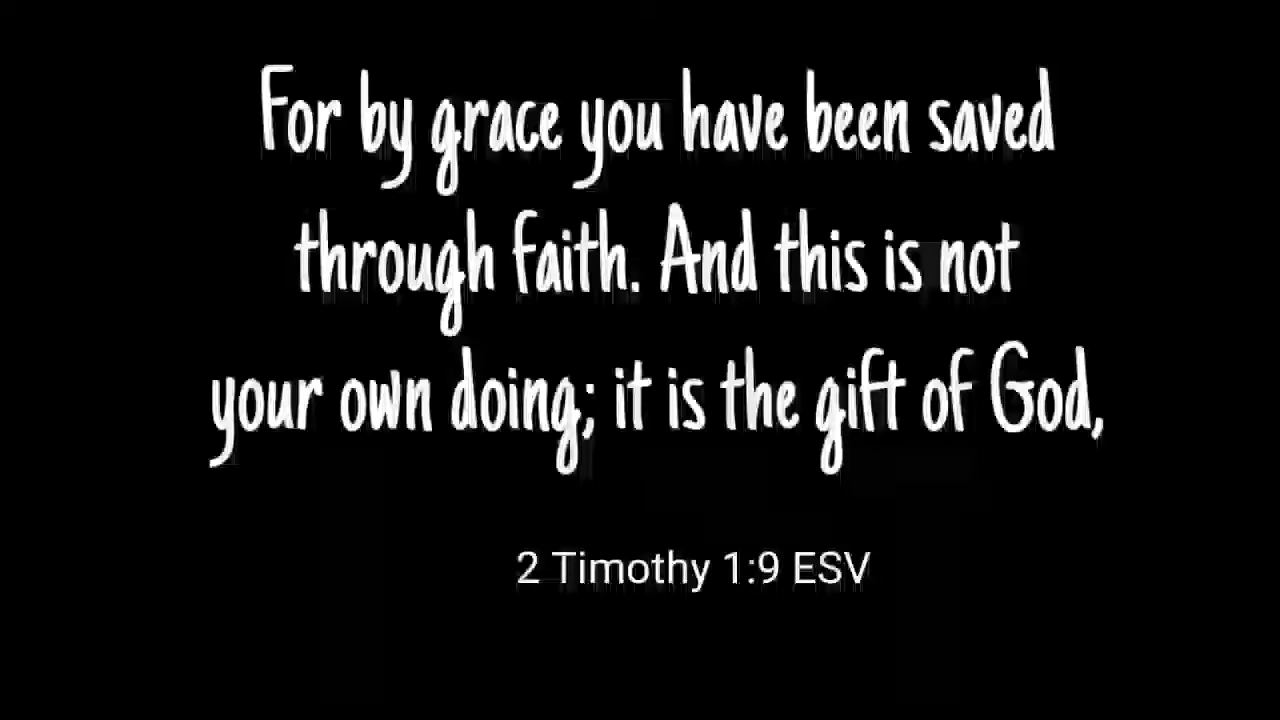 For by grace you have been saved
through faith. And this is not
your own doing; it is the gift of God,
2 Timothy 1:9 ESV